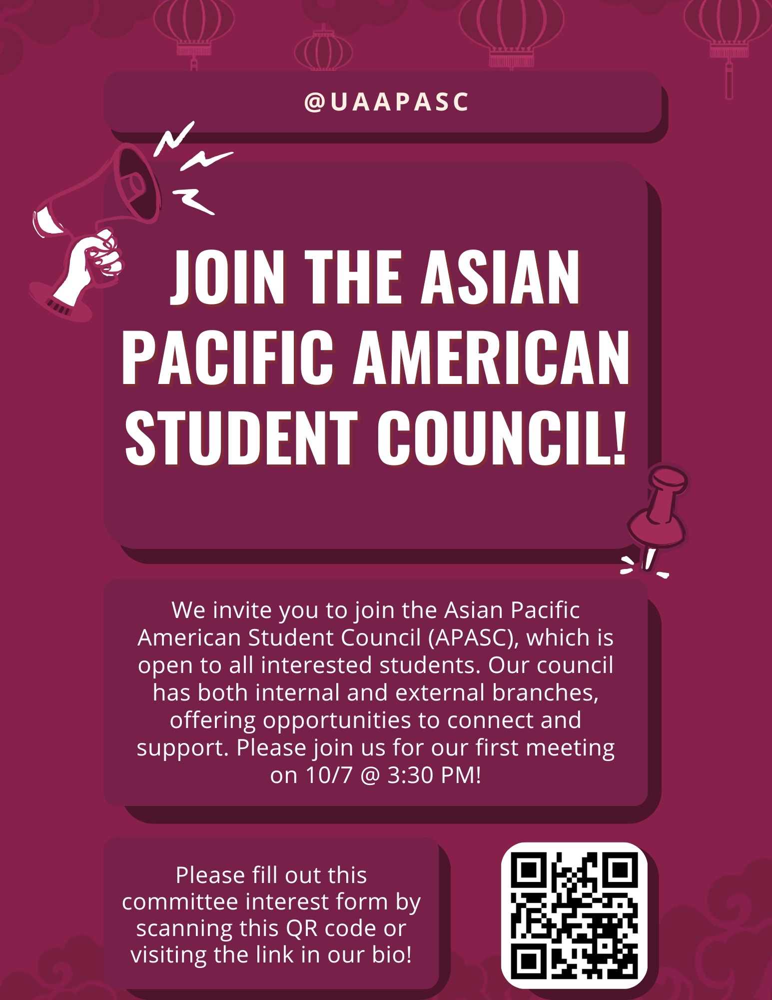 @UAAPASC
JOIN THE ASIAN
PACIFIC AMERICAN
STUDENT COUNCIL!
We invite you to join the Asian Pacific
American Student Council (APASC), which is
open to all interested students. Our council
has both internal and external branches,
offering opportunities to connect and
support. Please join us for our first meeting
on 10/7 @ 3:30 PM!
Please fill out this
committee interest form by
scanning this QR code or
visiting the link in our bio!